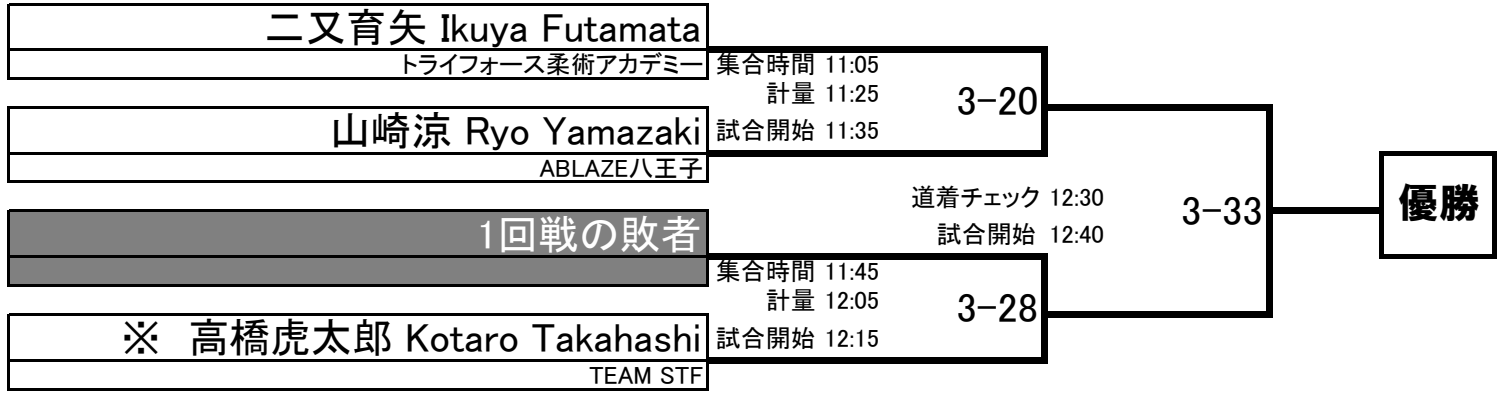 二又育矢 Ikuya Futamata
トライフォース柔術アカデミー
集合時間 11:05
計量 11:25
3-20
山崎涼 Ryo Yamazaki
試合開始 11:35
ABLAZE八王子
道着チェック 12:30
3-33
優勝
1回戦の敗者
試合開始 12:40
集合時間 11:45
計量 12:05
3-28
※ 高橋虎太郎 Kotaro Takahashi
試合開始 12:15
TEAM STF